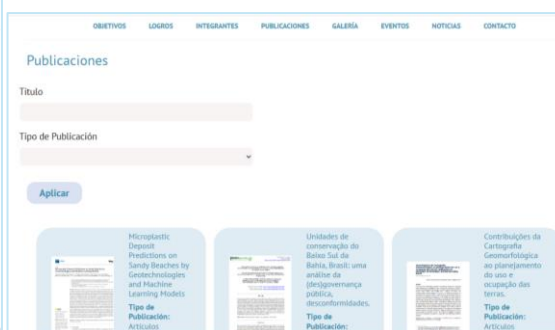 OBJETIVOS LOGROS INTEGRANTES PUBLICACIONES GALERÍA EVENTOS NOTICIAS CONTACTO
Publicaciones
Título
Tipo de Publicación
Aplicar
Microplastic
Deposit
Predictions on
Sandy Beaches by
Geotechnologies
and Machine
Learning Models
Tipo de
Publicación:
Artículos
Unidades de
conservação do
Baixo Sul da
Bahia, Brasil: uma
análise da
(des)governança
pública,
desconformidades,
Tipo de
Publicación:
Artículos
Contribuições da
Cartografia
Geomorfológica
ao planejamento
do uso e
ocupação das
terras.
Tipo de
Publicación:
Artículos